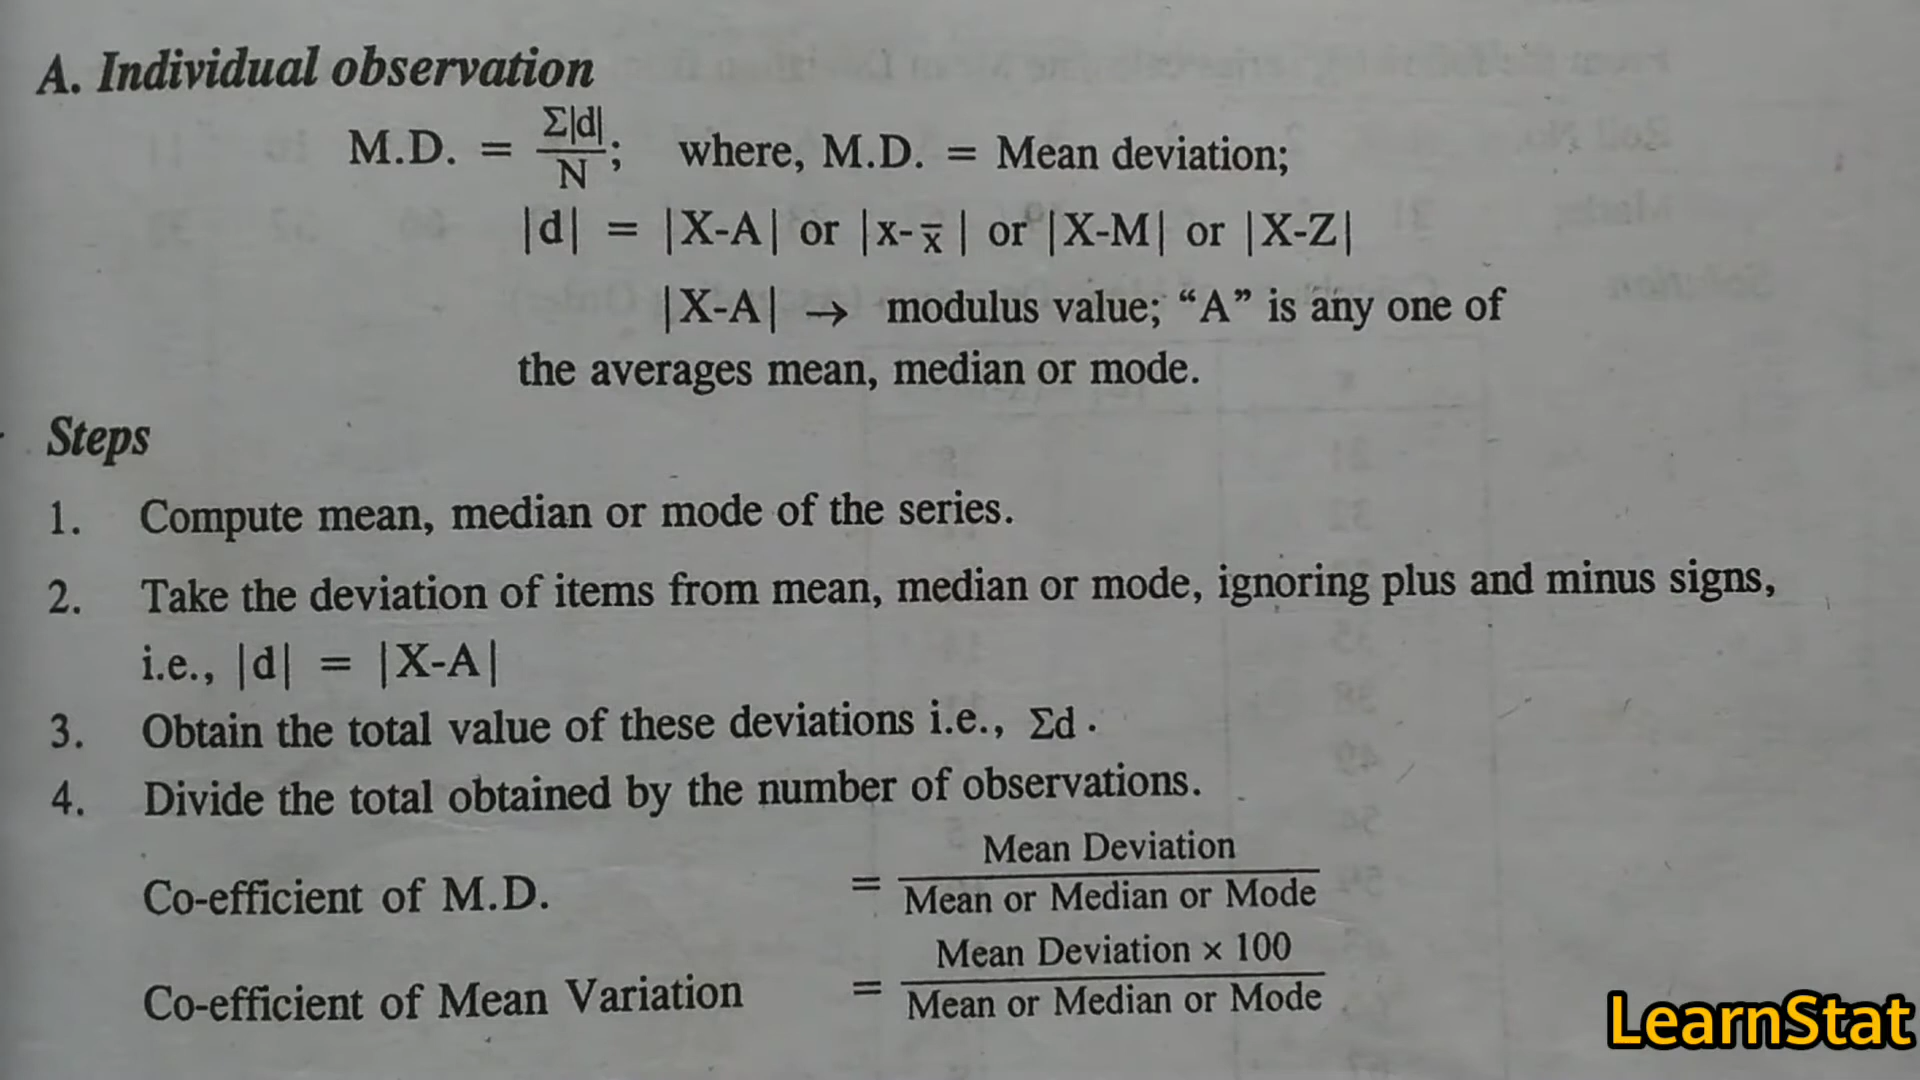 A. Individual observation
M.D. = Σ|d| / N ; where, M.D. = Mean deviation;
|d| = |X-A| or |x-x̄| or |X-M| or |X-Z|
|X-A| → modulus value; “A” is any one of
the averages mean, median or mode.
Steps
1. Compute mean, median or mode of the series.
2. Take the deviation of items from mean, median or mode, ignoring plus and minus signs,
i.e., |d| = |X-A|
3. Obtain the total value of these deviations i.e., Σd .
4. Divide the total obtained by the number of observations.
Co-efficient of M.D. = Mean Deviation / Mean or Median or Mode
Co-efficient of Mean Variation = Mean Deviation × 100 / Mean or Median or Mode
LearnStat